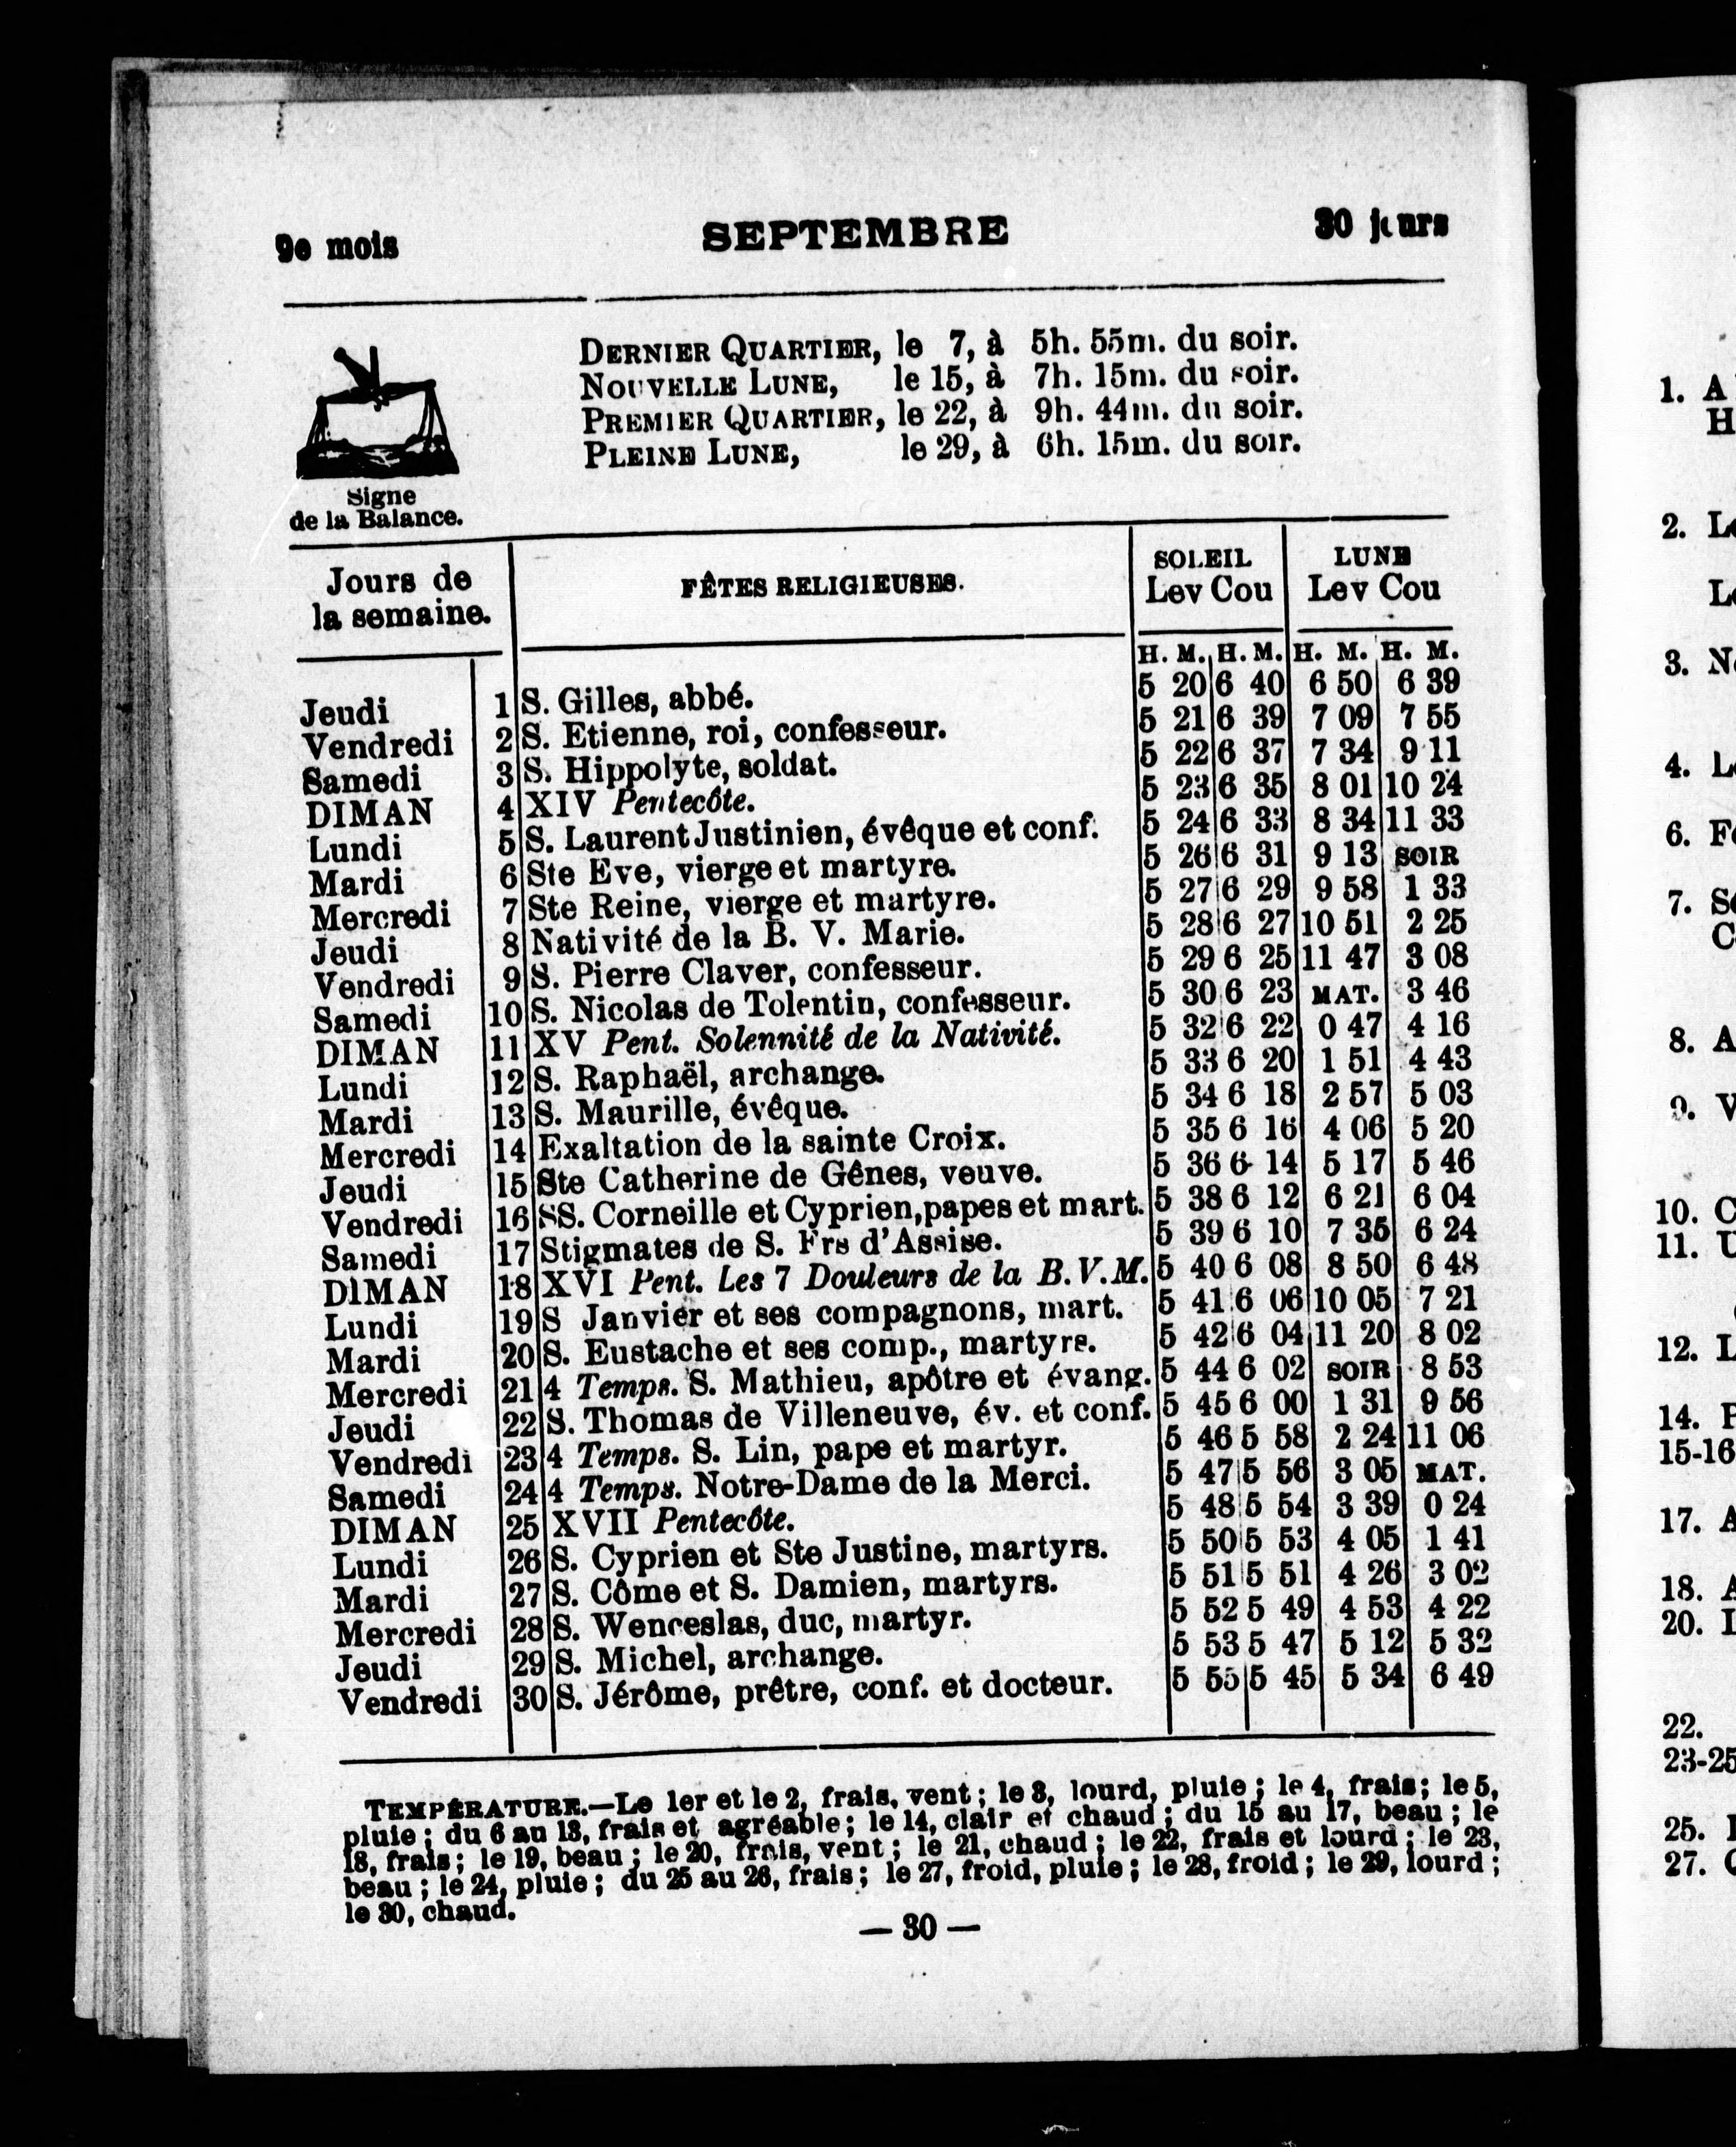 9e mois SEPTEMBRE 30 jours
DERNIER QUARTIER, le 7, à 5h. 55m. du soir.
NOUVELLE LUNE, le 15, à 7h. 15m. du soir.
PREMIER QUARTIER, le 22, à 9h. 44m. du soir.
PLEINE LUNE, le 29, à 6h. 15m. du soir.
Signe
de la Balance.
Jours de la semaine. FÊTES RELIGIEUSES. SOLEIL Lev Cou LUNE Lev Cou
H. M. H. M. H. M. H. M.
Jeudi 1 S. Gilles, abbé. 5 20 6 40 6 50 6 39
Vendredi 2 S. Etienne, roi, confesseur. 5 21 6 39 7 09 7 55
Samedi 3 S. Hippolyte, soldat. 5 22 6 37 7 34 9 11
DIMAN 4 XIV Pentecôte. 5 23 6 35 8 01 10 24
Lundi 5 S. Laurent Justinien, évêque et conf. 5 24 6 33 8 34 11 33
Mardi 6 Ste Eve, vierge et martyre. 5 26 6 31 9 13 SOIR
Mercredi 7 Ste Reine, vierge et martyre. 5 27 6 29 9 58 1 33
Jeudi 8 Nativité de la B. V. Marie. 5 28 6 27 10 51 2 25
Vendredi 9 S. Pierre Claver, confesseur. 5 29 6 25 11 47 3 08
Samedi 10 S. Nicolas de Tolentin, confesseur. 5 30 6 23 MAT. 3 46
DIMAN 11 XV Pent. Solennité de la Nativité. 5 32 6 22 0 47 4 16
Lundi 12 S. Raphaël, archange. 5 33 6 20 1 51 4 43
Mardi 13 S. Maurille, évêque. 5 34 6 18 2 57 5 03
Mercredi 14 Exaltation de la sainte Croix. 5 35 6 16 4 06 5 20
Jeudi 15 Ste Catherine de Gênes, veuve. 5 36 6 14 5 17 5 46
Vendredi 16 SS. Corneille et Cyprien, papes et mart. 5 38 6 12 6 21 6 04
Samedi 17 Stigmates de S. Frs d'Assise. 5 39 6 10 7 35 6 24
DIMAN 18 XVI Pent. Les 7 Douleurs de la B. V. M. 5 40 6 08 8 50 6 48
Lundi 19 S Janvier et ses compagnons, mart. 5 41 6 06 10 05 7 21
Mardi 20 S. Eustache et ses comp., martyrs. 5 42 6 04 11 20 8 02
Mercredi 21 4 Temps. S. Mathieu, apôtre et évang. 5 44 6 02 SOIR 8 53
Jeudi 22 S. Thomas de Villeneuve, év. et conf. 5 45 6 00 1 31 9 56
Vendredi 23 4 Temps. S. Lin, pape et martyr. 5 46 5 58 2 24 11 06
Samedi 24 4 Temps. Notre-Dame de la Merci. 5 47 5 56 3 05 MAT.
DIMAN 25 XVII Pentecôte. 5 48 5 54 3 39 0 24
Lundi 26 S. Cyprien et Ste Justine, martyrs. 5 50 5 53 4 05 1 41
Mardi 27 S. Côme et S. Damien, martyrs. 5 51 5 51 4 26 3 02
Mercredi 28 S. Wenceslas, duc, martyr. 5 52 5 49 4 53 4 22
Jeudi 29 S. Michel, archange. 5 53 5 47 5 12 5 32
Vendredi 30 S. Jérôme, prêtre, conf. et docteur. 5 55 5 45 5 34 6 49
TEMPÉRATURE.—Le 1er et le 2, frais, vent ; le 3, lourd, pluie ; le 4, frais ; le 5,
pluie ; du 6 au 13, frais et agréable ; le 14, clair et chaud ; du 15 au 17, beau ; le
18, frais ; le 19, beau ; le 20, frais, vent ; le 21, chaud ; le 22, frais et lourd ; le 23,
beau ; le 24, pluie ; du 25 au 26, frais ; le 27, froid, pluie ; le 28, froid ; le 29, lourd ;
le 30, chaud.
— 30 —
1. A
H
2.
3.
4.
6.
7.
C
8. A
9. V
10. C
11.
12. L
14.
15-16
17.
18.
20.
22.
23-25
25.
27.